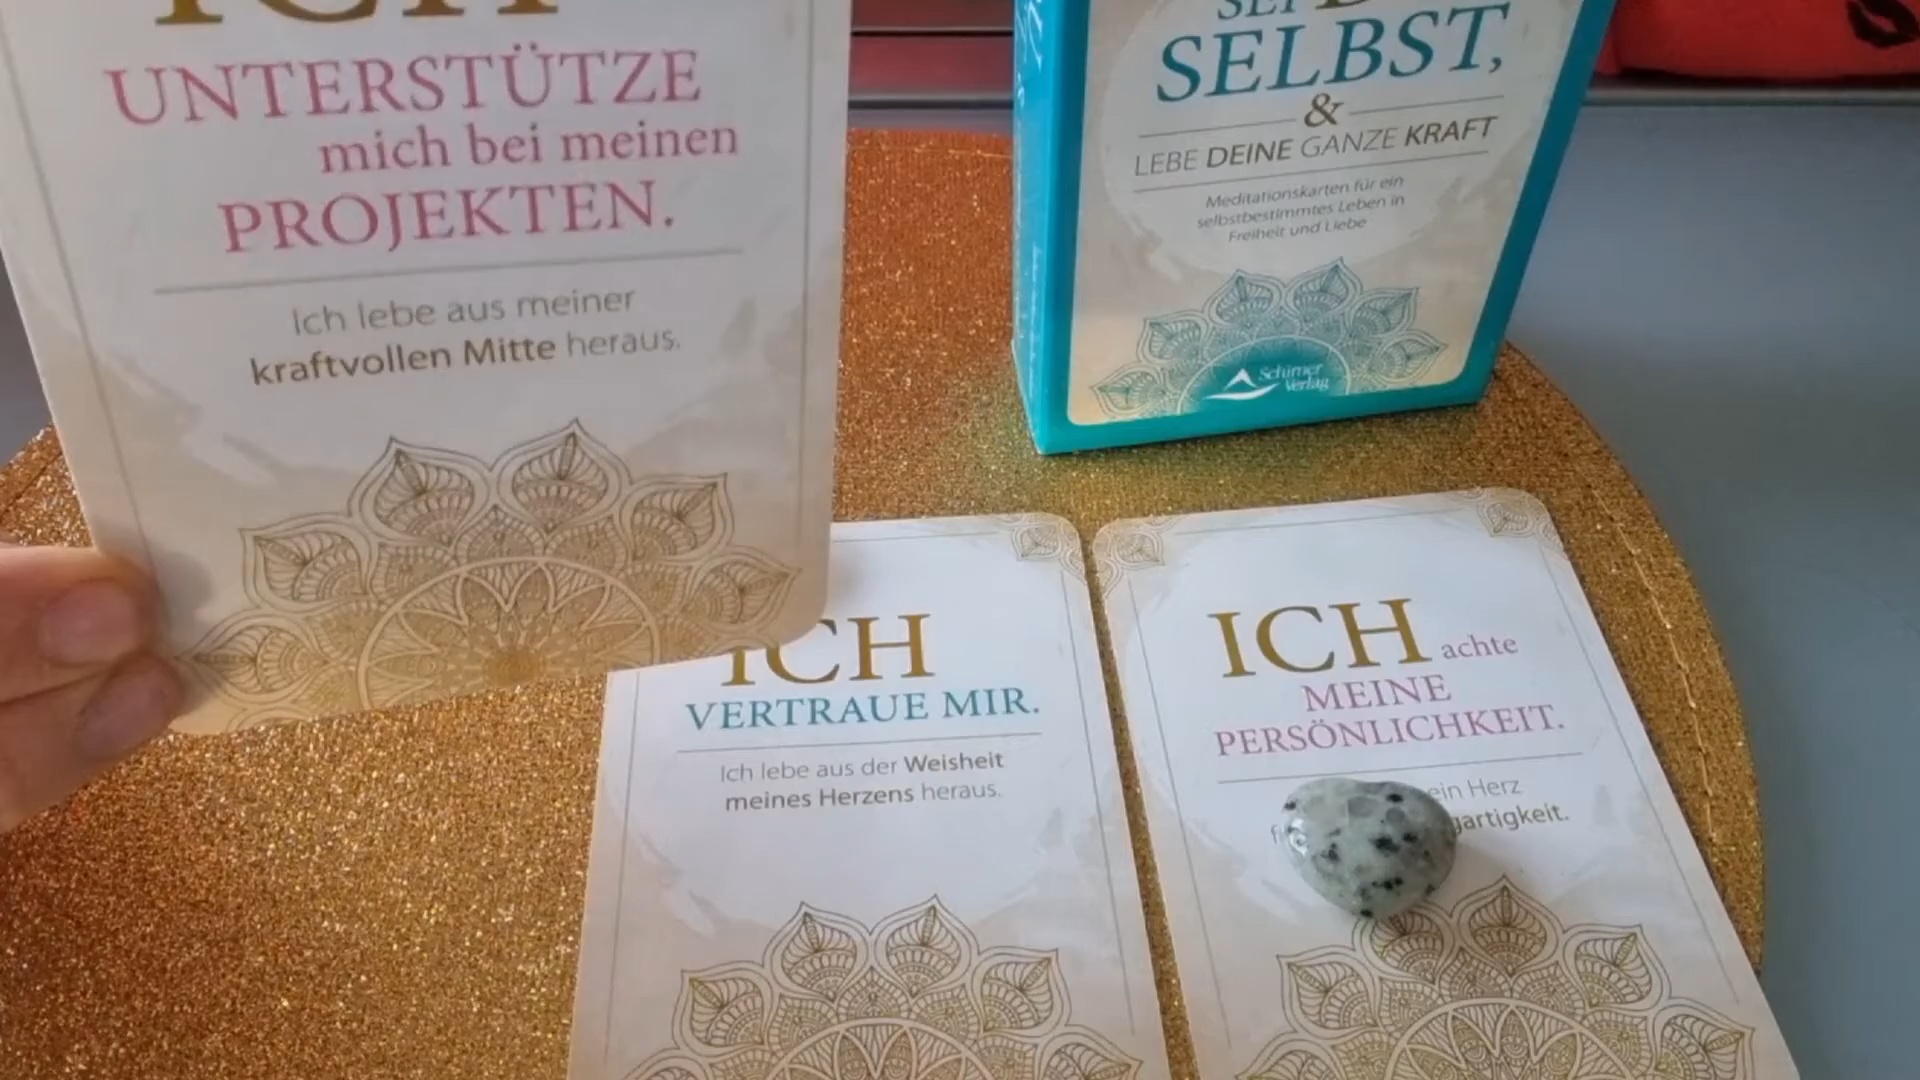 ICH
UNTERSTÜTZE
mich bei meinen
PROJEKTEN.
Ich lebe aus meiner
kraftvollen Mitte heraus.
SELBST,
&
LEBE DEINE GANZE KRAFT
Meditationskarten für ein
selbstbestimmtes Leben in
Freiheit und Liebe
Schirner
Verlag
ICH
VERTRAUE MIR.
Ich lebe aus der Weisheit
meines Herzens heraus.
ICH achte
MEINE
PERSÖNLICHKEIT.
Herz